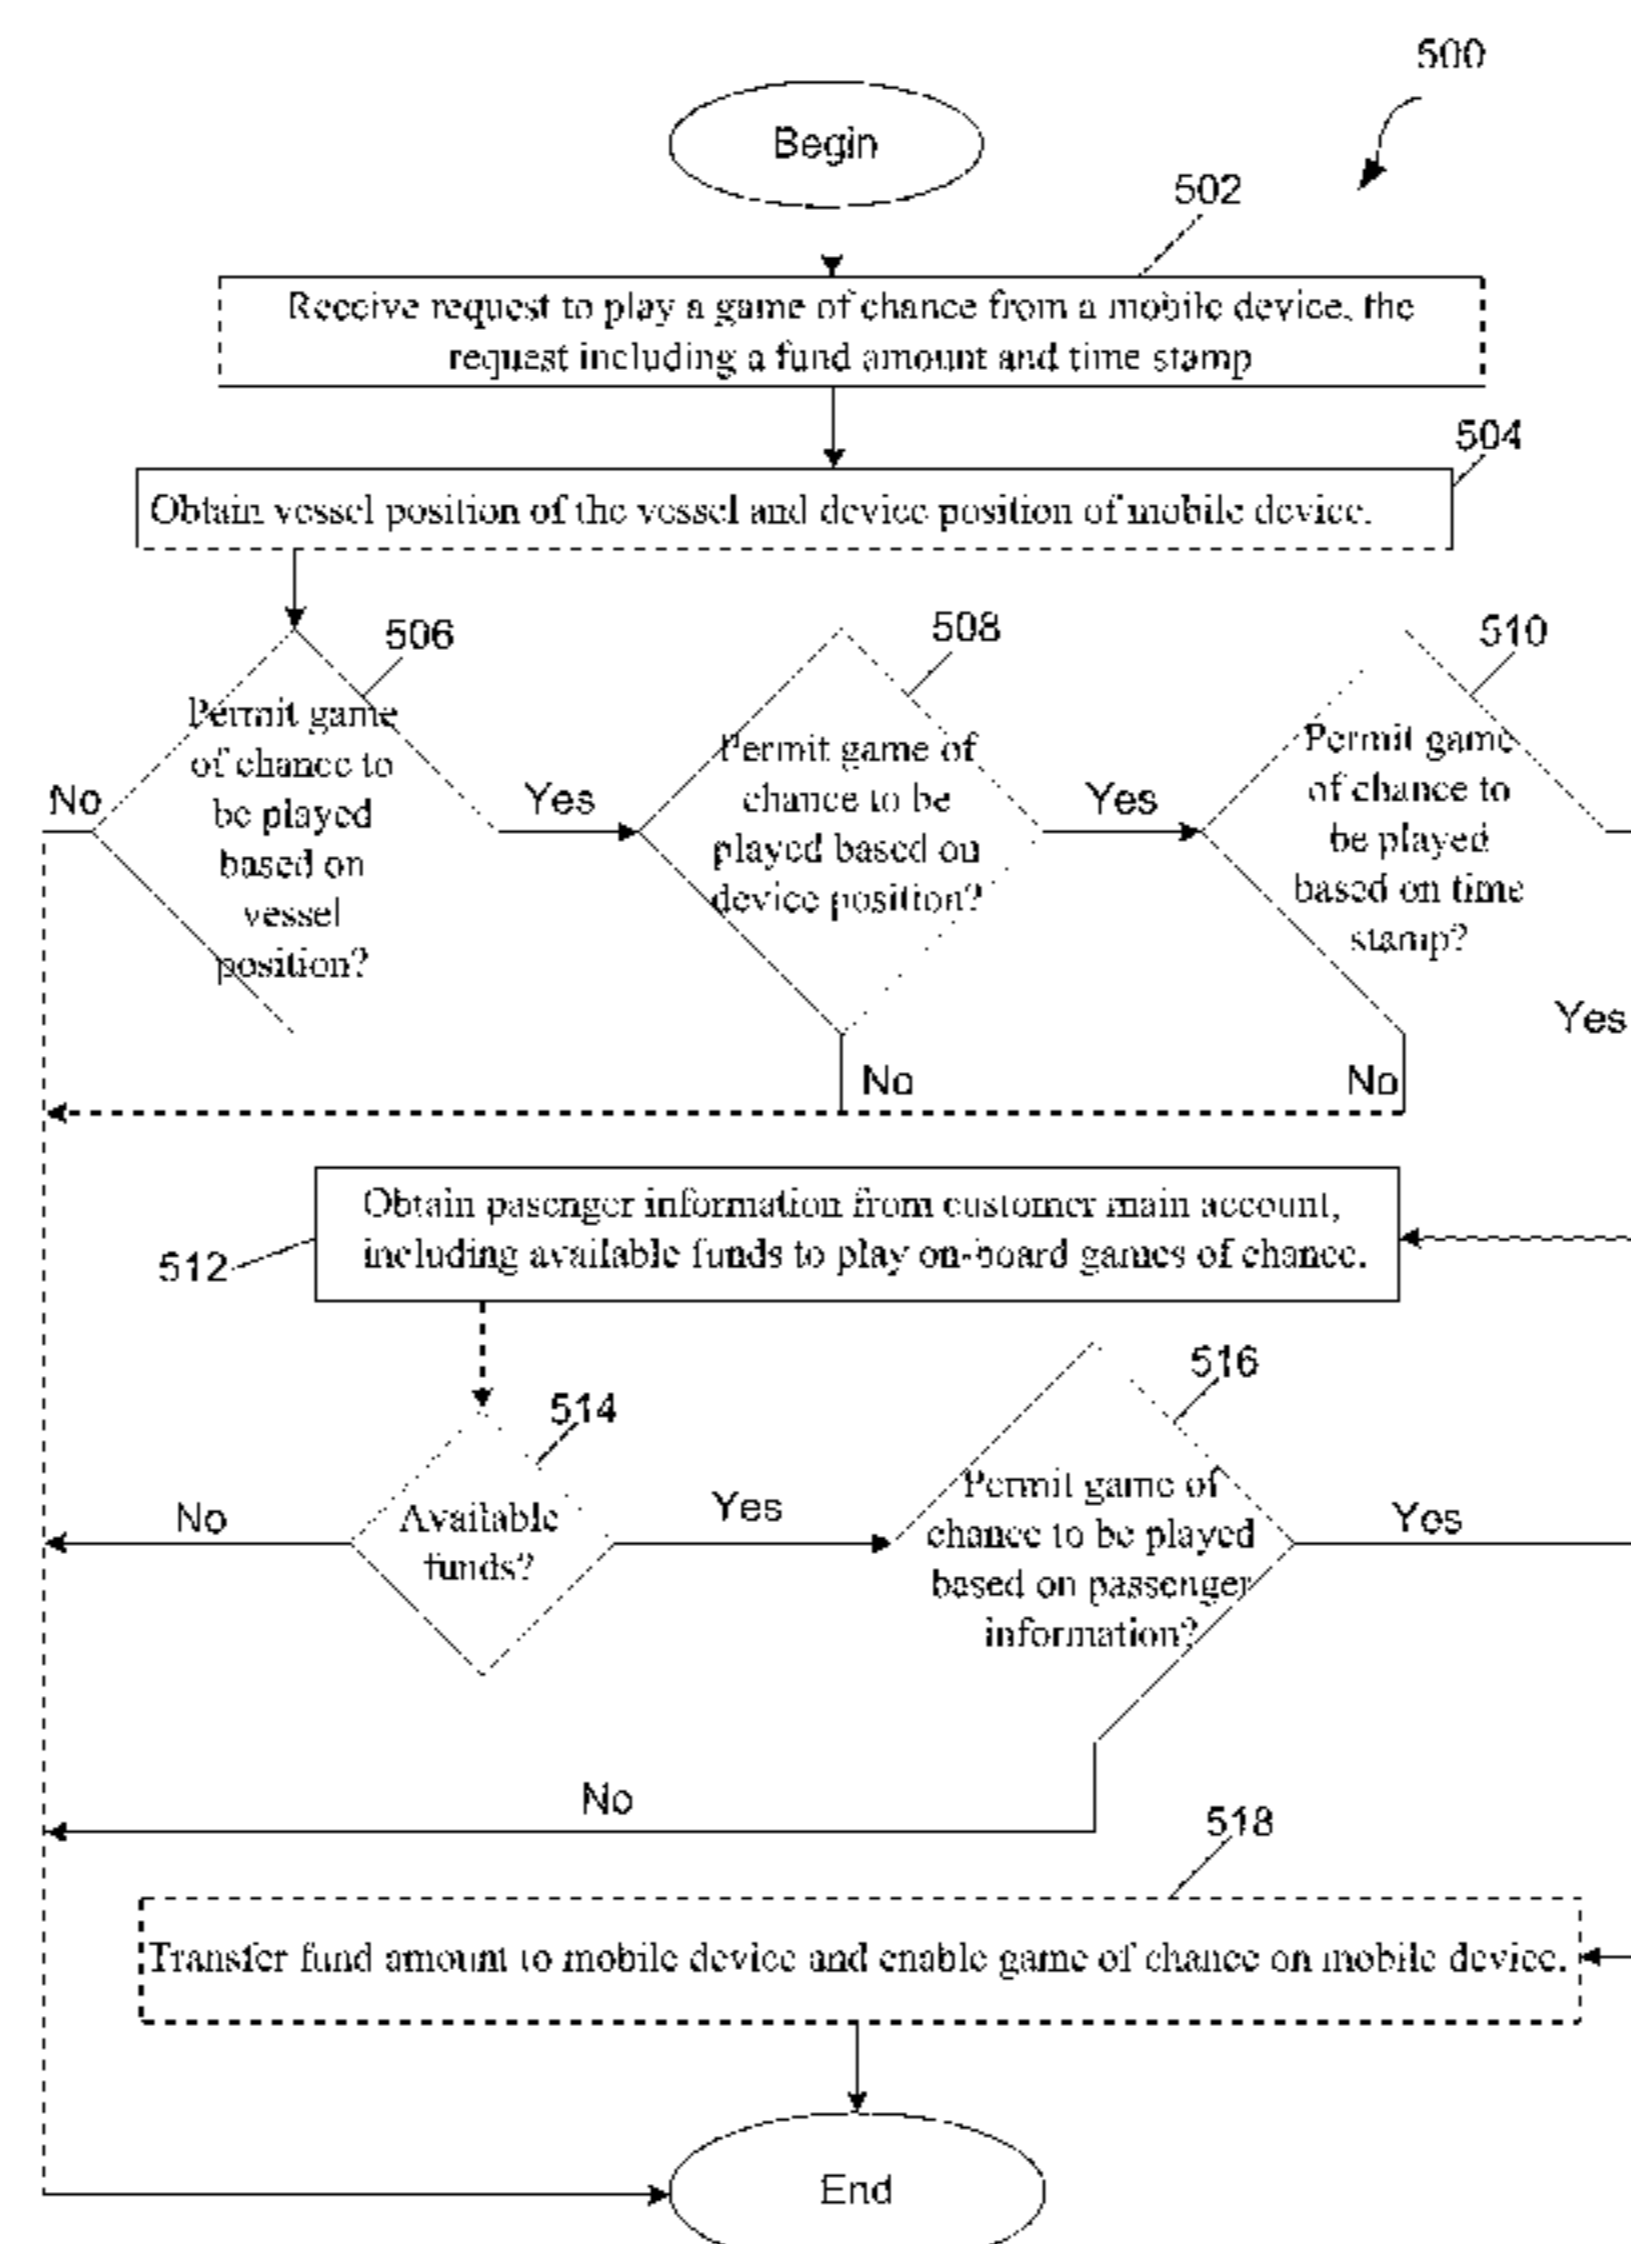 500
Begin
502
Receive request to play a game of chance from a mobile device, the
request including a fund amount and time stamp
504
Obtain vessel position of the vessel and device position of mobile device.
506
508
510
Permit game
of chance to
be played
based on
vessel
position?
Permit game of
chance to be
played based on
device position?
Permit game
of chance to
be played
based on time
stamp?
No
Yes
Yes
Yes
No
No
Obtain pasenger information from customer main account,
including available funds to play on-board games of chance.
512
514
516
Available
funds?
Permit game of
chance to be played
based on passenger
information?
No
Yes
Yes
No
518
Transfer fund amount to mobile device and enable game of chance on mobile device.
End